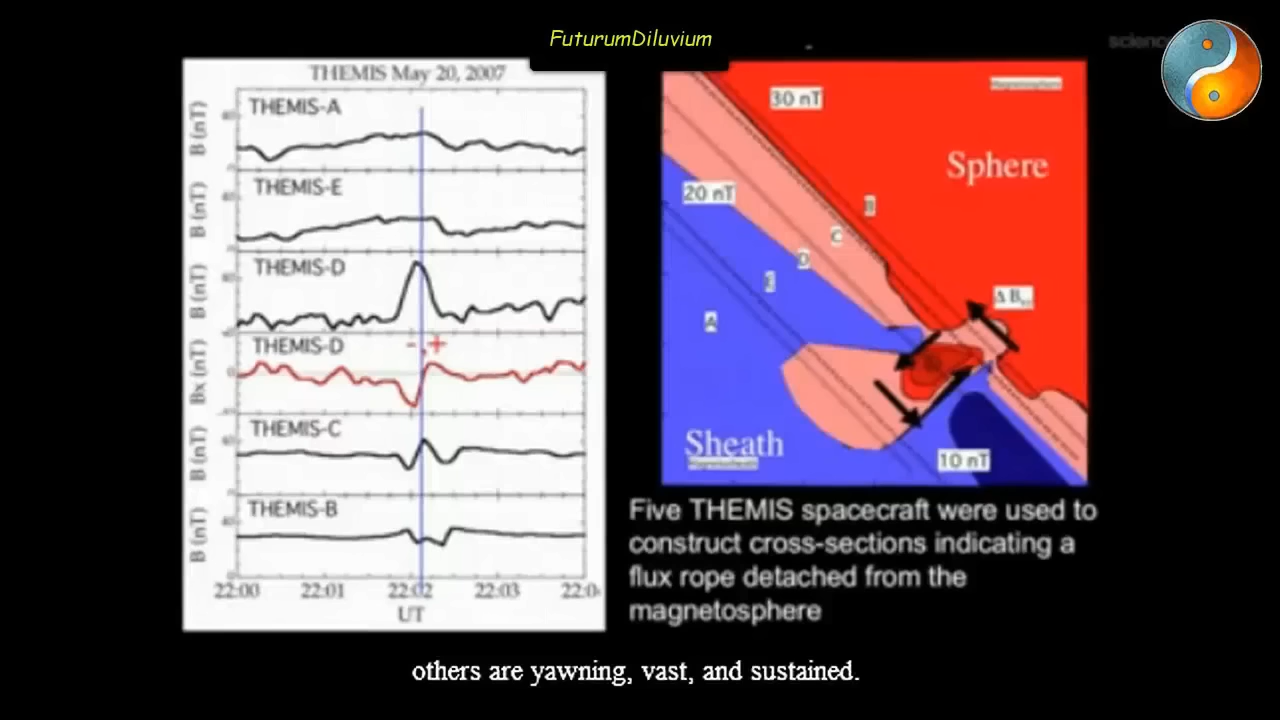 FuturumDiluvium
THEMIS May 20, 2007
THEMIS-A
B (nT)
THEMIS-E
B (nT)
THEMIS-D
B (nT)
THEMIS-D
Bx (nT)
- , +
THEMIS-C
B (nT)
THEMIS-B
B (nT)
22:00 22:01 22:02 22:03
UT
30 nT
Sphere
20 nT
B
C
D
E
A
Δ B
Sheath
10 nT
Five THEMIS spacecraft were used to
construct cross-sections indicating a
flux rope detached from the
magnetosphere
others are yawning, vast, and sustained.